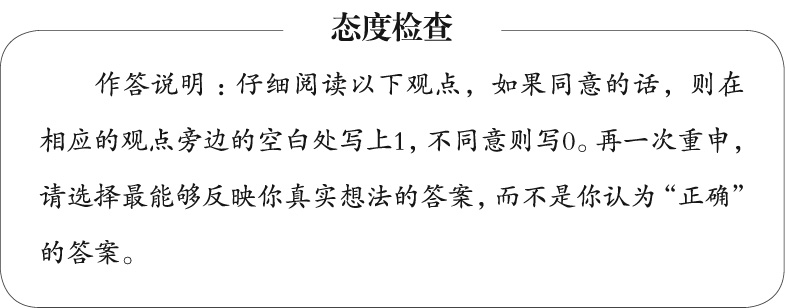 态度检查
作答说明：仔细阅读以下观点，如果同意的话，则在
相应的观点旁边的空白处写上1，不同意则写0。再一次重申，
请选择最能够反映你真实想法的答案，而不是你认为“正确”
的答案。